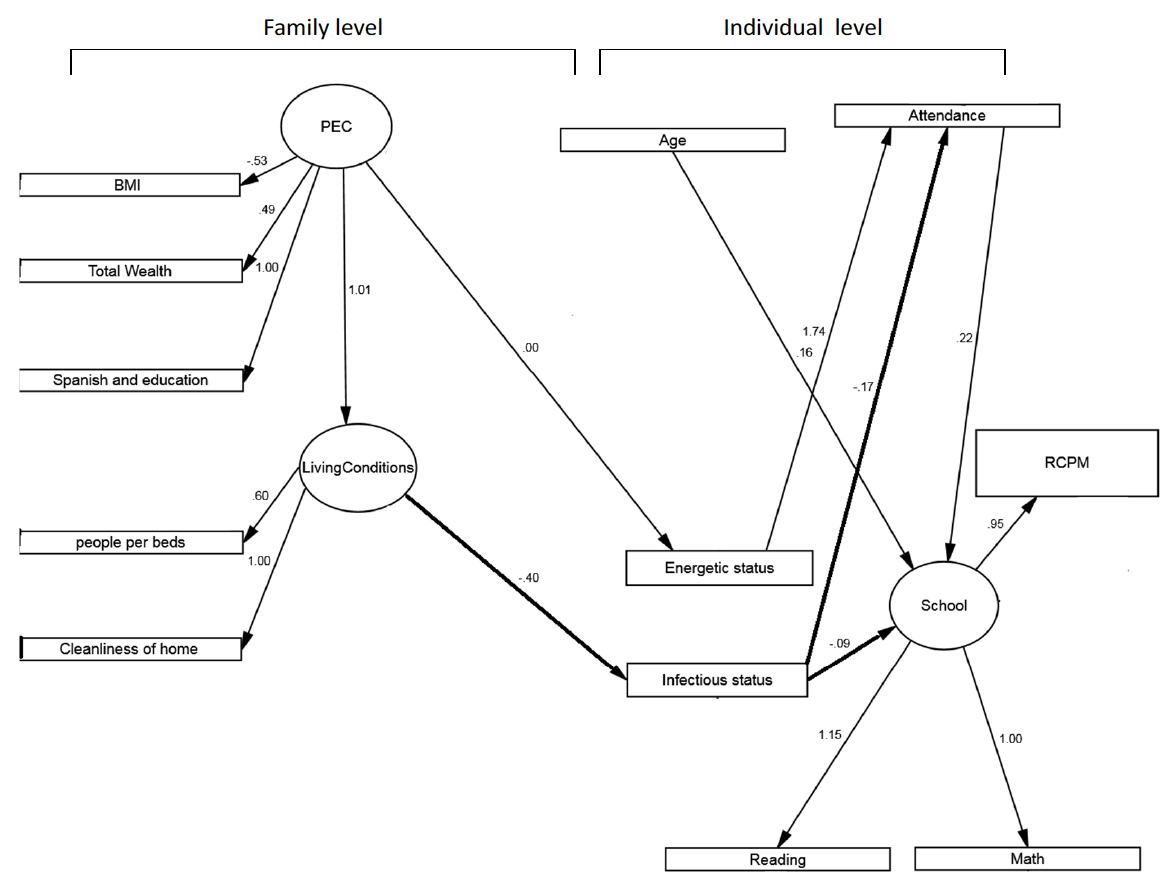 Family level
Individual level
PEC
Attendance
Age
-.53
BMI
.49
Total Wealth
1.00
1.01
1.74
.16
.22
.00
Spanish and education
-.17
LivingConditions
RCPM
.60
.95
people per beds
1.00
-.40
Energetic status
School
Cleanliness of home
-.09
Infectious status
1.15
1.00
Reading
Math